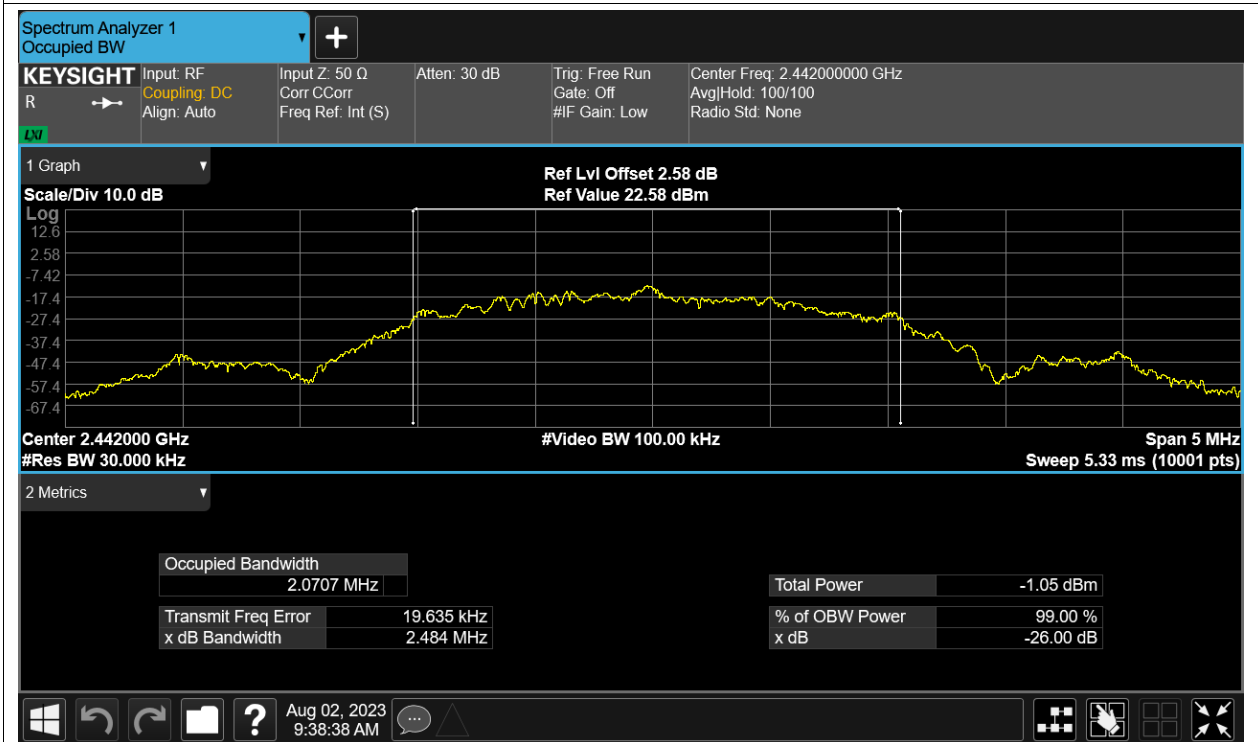 Spectrum Analyzer 1
Occupied BW
KEYSIGHT
R
LXI
Input: RF
Coupling: DC
Align: Auto
Input Z: 50 Ω
Corr CCorr
Freq Ref: Int (S)
Atten: 30 dB
Trig: Free Run
Gate: Off
#IF Gain: Low
Center Freq: 2.442000000 GHz
Avg|Hold: 100/100
Radio Std: None
1 Graph
Scale/Div 10.0 dB
Ref Lvl Offset 2.58 dB
Ref Value 22.58 dBm
Log
12.6
2.58
-7.42
-17.4
-27.4
-37.4
-47.4
-57.4
-67.4
Center 2.442000 GHz
#Res BW 30.000 kHz
#Video BW 100.00 kHz
Span 5 MHz
Sweep 5.33 ms (10001 pts)
2 Metrics
Occupied Bandwidth
2.0707 MHz
Transmit Freq Error 19.635 kHz
x dB Bandwidth 2.484 MHz
Total Power -1.05 dBm
% of OBW Power 99.00 %
x dB -26.00 dB
Aug 02, 2023
9:38:38 AM